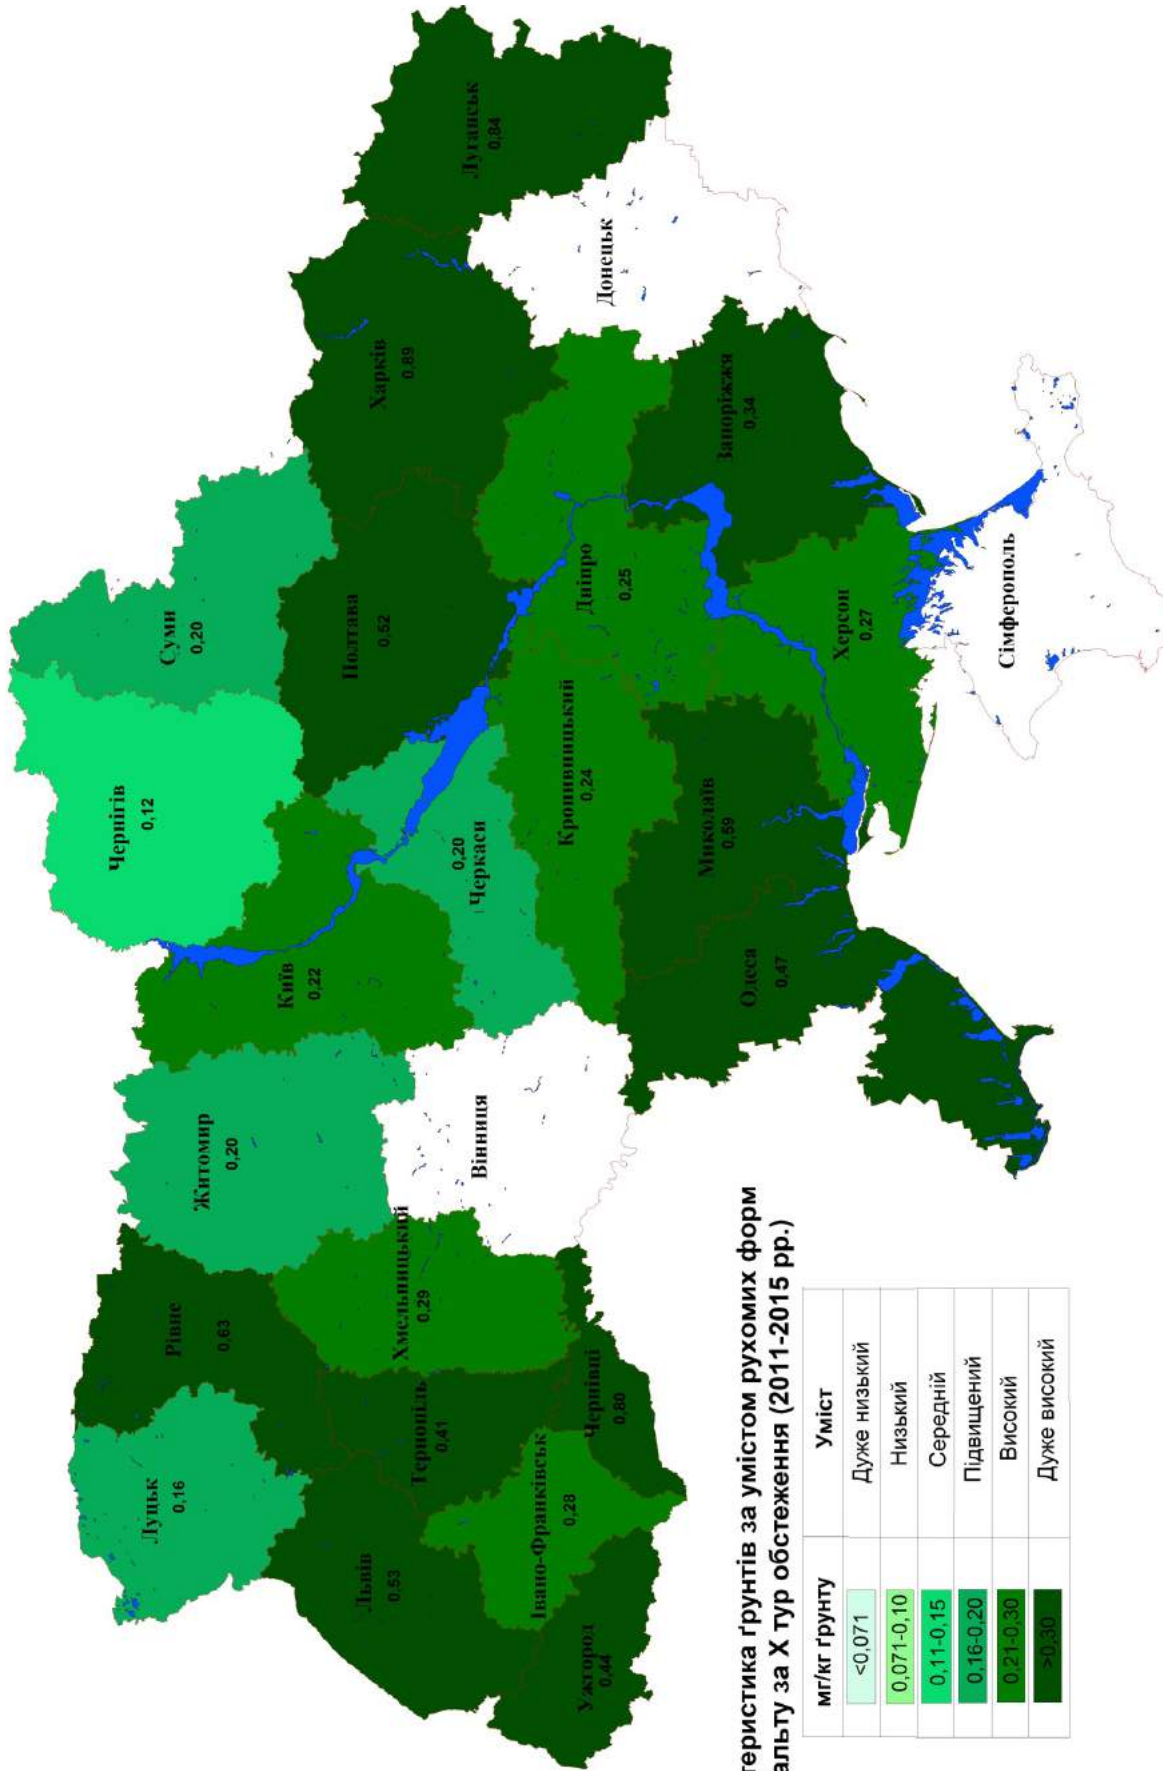 Луцьк
0,16
Рівне
0,63
Житомир
0,20
Київ
0,22
Чернігів
0,12
Суми
0,20
Львів
0,53
Тернопіль
0,41
Хмельницький
0,29
Вінниця
0,20
Черкаси
Полтава
0,52
Харків
0,89
Луганськ
0,84
Ужгород
0,44
Івано-Франківськ
0,28
Чернівці
0,80
Кропивницький
0,24
Дніпро
0,25
Донецьк
Одеса
0,47
Миколаїв
0,59
Запоріжжя
0,34
Херсон
0,27
Сімферополь
теристика ґрунтів за умістом рухомих форм
альту за X тур обстеження (2011-2015 рр.)
мг/кг ґрунту Уміст
<0,071 Дуже низький
0,071-0,10 Низький
0,11-0,15 Середній
0,16-0,20 Підвищений
0,21-0,30 Високий
>0,30 Дуже високий